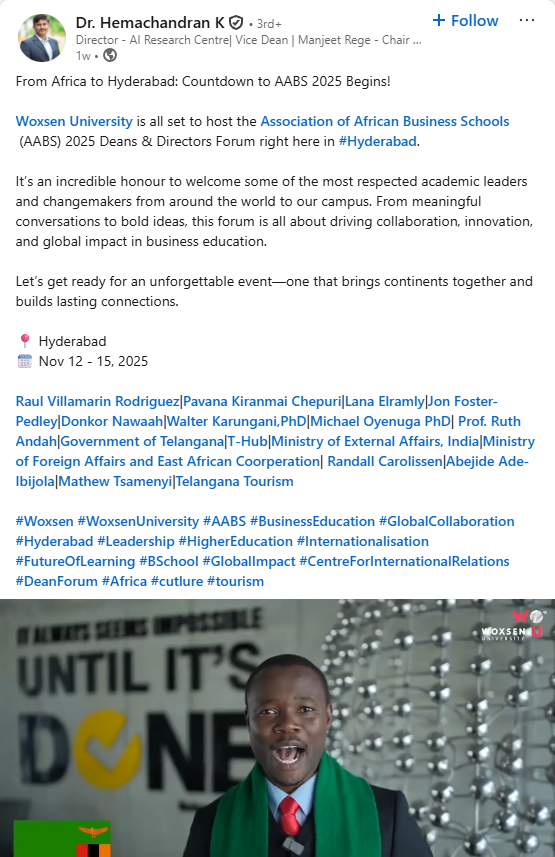 Dr. Hemachandran K • 3rd+
+ Follow
Director - AI Research Centre| Vice Dean | Manjeet Rege - Chair ...
1w •
From Africa to Hyderabad: Countdown to AABS 2025 Begins!
Woxsen University is all set to host the Association of African Business Schools
(AABS) 2025 Deans & Directors Forum right here in #Hyderabad.
It's an incredible honour to welcome some of the most respected academic leaders
and changemakers from around the world to our campus. From meaningful
conversations to bold ideas, this forum is all about driving collaboration, innovation,
and global impact in business education.
Let's get ready for an unforgettable event—one that brings continents together and
builds lasting connections.
📍 Hyderabad
🗓️ Nov 12 - 15, 2025
Raul Villamarin Rodriguez|Pavana Kiranmai Chepuri|Lana Elramly|Jon Foster-
Pedley|Donkor Nawaah|Walter Karungani,PhD|Michael Oyenuga PhD| Prof. Ruth
Andah|Government of Telangana|T-Hub|Ministry of External Affairs, India|Ministry
of Foreign Affairs and East African Coorperation| Randall Carolissen|Abejide Ade-
Ibijola|Mathew Tsamenyi|Telangana Tourism
#Woxsen #WoxsenUniversity #AABS #BusinessEducation #GlobalCollaboration
#Hyderabad #Leadership #HigherEducation #Internationalisation
#FutureOfLearning #BSchool #GlobalImpact #CentreForInternationalRelations
#DeanForum #Africa #cutlure #tourism
WOXSEN
IT ALWAYS SEEMS IMPOSSIBLE
UNTIL IT'S
DONE